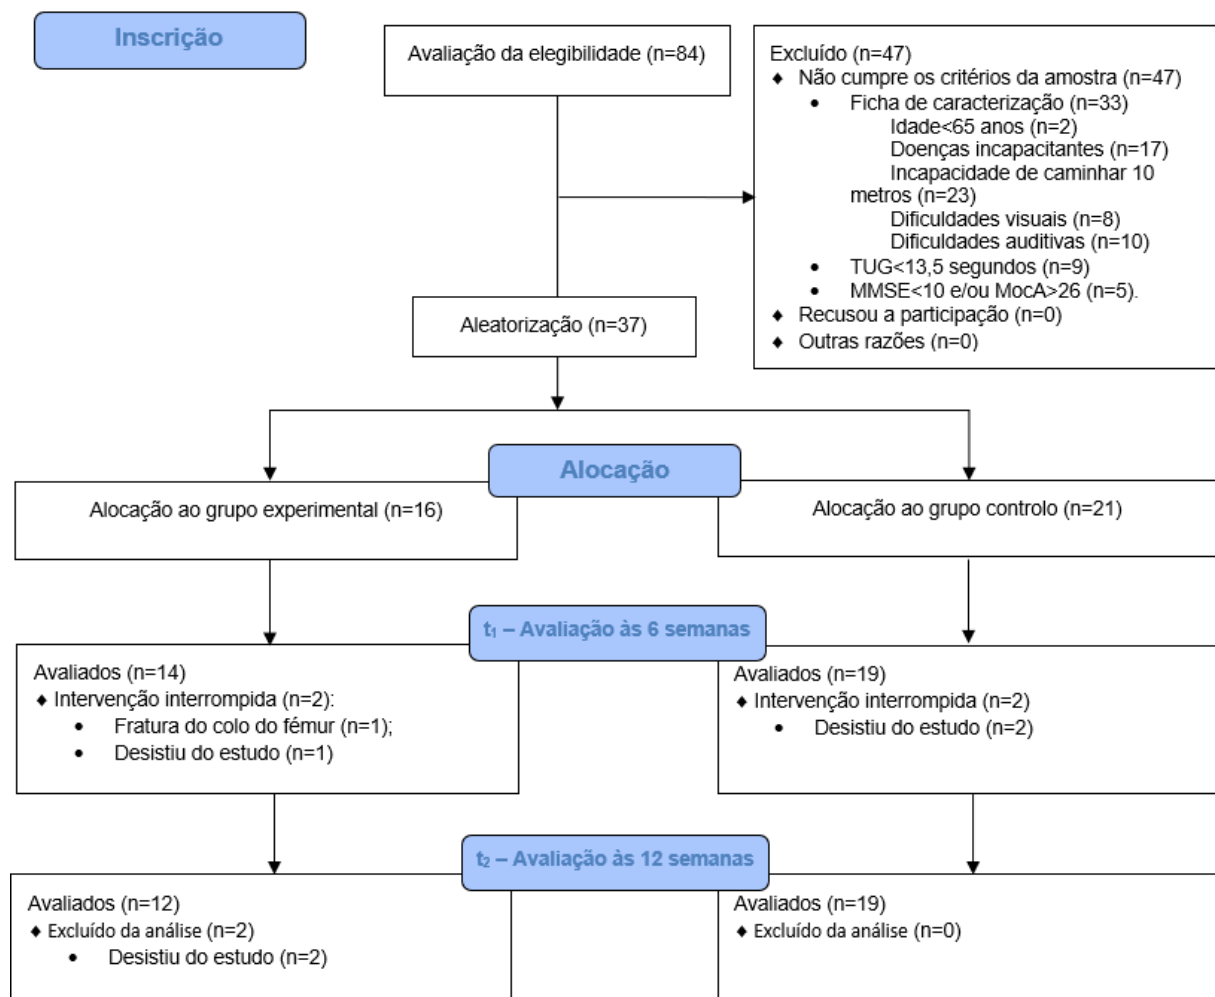 Inscrição
Avaliação da elegibilidade (n=84)
Excluído (n=47)
♦ Não cumpre os critérios da amostra (n=47)
• Ficha de caracterização (n=33)
Idade<65 anos (n=2)
Doenças incapacitantes (n=17)
Incapacidade de caminhar 10
metros (n=23)
Dificuldades visuais (n=8)
Dificuldades auditivas (n=10)
• TUG<13,5 segundos (n=9)
• MMSE<10 e/ou MocA>26 (n=5).
♦ Recusou a participação (n=0)
♦ Outras razões (n=0)
Aleatorização (n=37)
Alocação
Alocação ao grupo experimental (n=16)
Alocação ao grupo controlo (n=21)
t₁ – Avaliação às 6 semanas
Avaliados (n=14)
♦ Intervenção interrompida (n=2):
• Fratura do colo do fémur (n=1);
• Desistiu do estudo (n=1)
Avaliados (n=19)
♦ Intervenção interrompida (n=2)
• Desistiu do estudo (n=2)
t₂ – Avaliação às 12 semanas
Avaliados (n=12)
♦ Excluído da análise (n=2)
• Desistiu do estudo (n=2)
Avaliados (n=19)
♦ Excluído da análise (n=0)